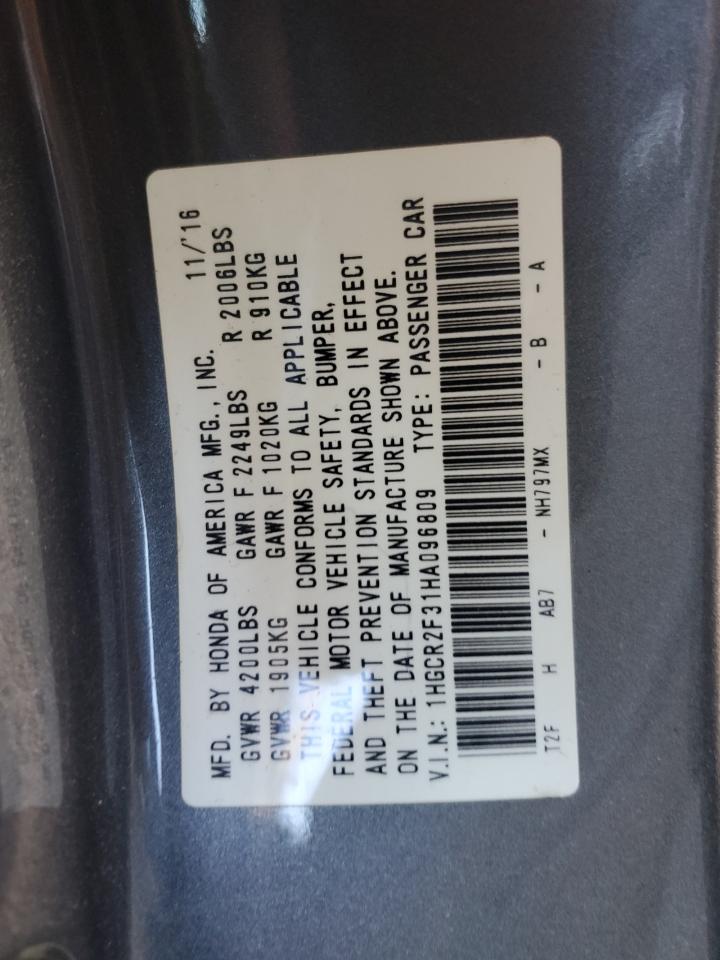 MFD. BY HONDA OF AMERICA MFG., INC. 11/'16
GVWR 4200LBS GAWR F 2249LBS R 2006LBS
GVWR 1905KG GAWR F 1020KG R 910KG
THIS VEHICLE CONFORMS TO ALL APPLICABLE
FEDERAL MOTOR VEHICLE SAFETY, BUMPER,
AND THEFT PREVENTION STANDARDS IN EFFECT
ON THE DATE OF MANUFACTURE SHOWN ABOVE.
V.I.N.: 1HGCR2F31HA096809 TYPE: PASSENGER CAR
T2F H AB7 - NH797MX - B - A